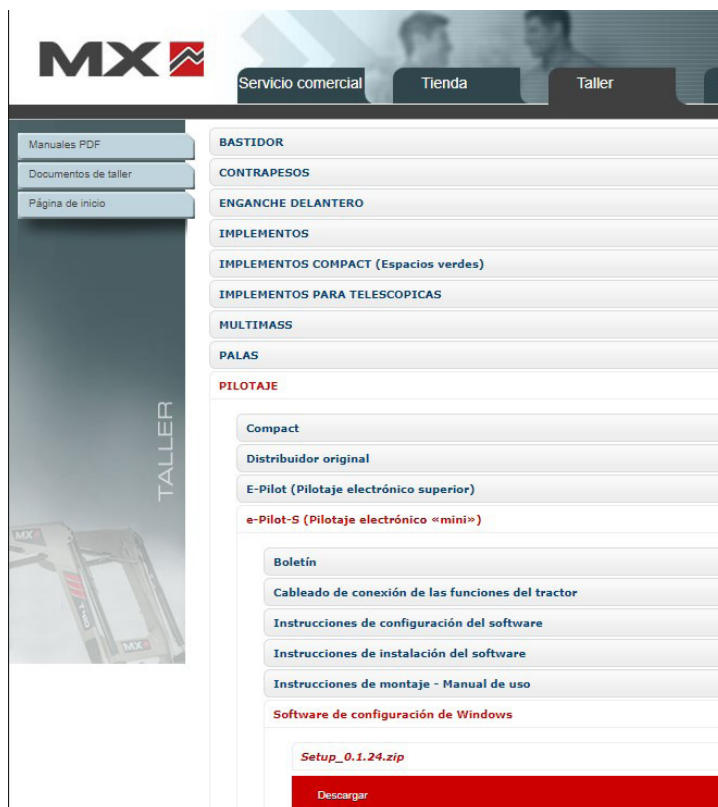 MX
Servicio comercial
Tienda
Taller
Manuales PDF
Documentos de taller
Página de inicio
TALLER
MX
T410
MX
BASTIDOR
CONTRAPESOS
ENGANCHE DELANTERO
IMPLEMENTOS
IMPLEMENTOS COMPACT (Espacios verdes)
IMPLEMENTOS PARA TELESCOPICAS
MULTIMASS
PALAS
PILOTAJE
Compact
Distribuidor original
E-Pilot (Pilotaje electrónico superior)
e-Pilot-S (Pilotaje electrónico «mini»)
Boletín
Cableado de conexión de las funciones del tractor
Instrucciones de configuración del software
Instrucciones de instalación del software
Instrucciones de montaje - Manual de uso
Software de configuración de Windows
Setup_0.1.24.zip
Descargar